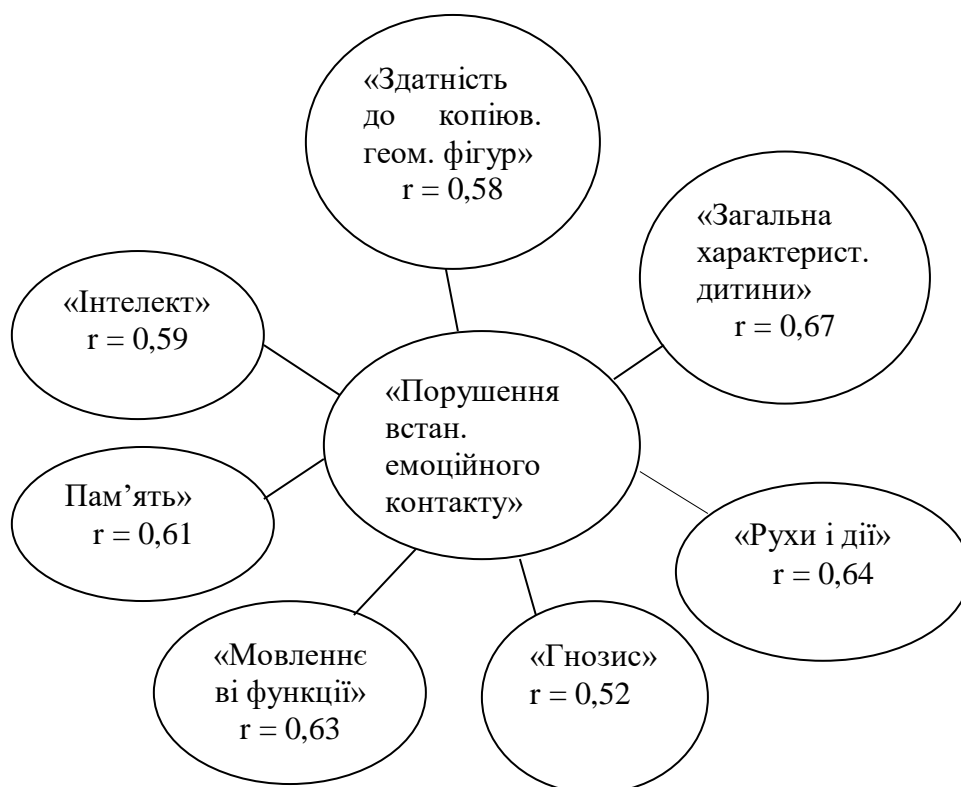 «Здатність
до копіюв.
геом. фігур»
r = 0,58
«Загальна
характерист.
дитини»
r = 0,67
«Інтелект»
r = 0,59
«Порушення
встан.
емоційного
контакту»
Пам’ять»
r = 0,61
«Рухи і дії»
r = 0,64
«Мовленнє
ві функції»
r = 0,63
«Гнозис»
r = 0,52